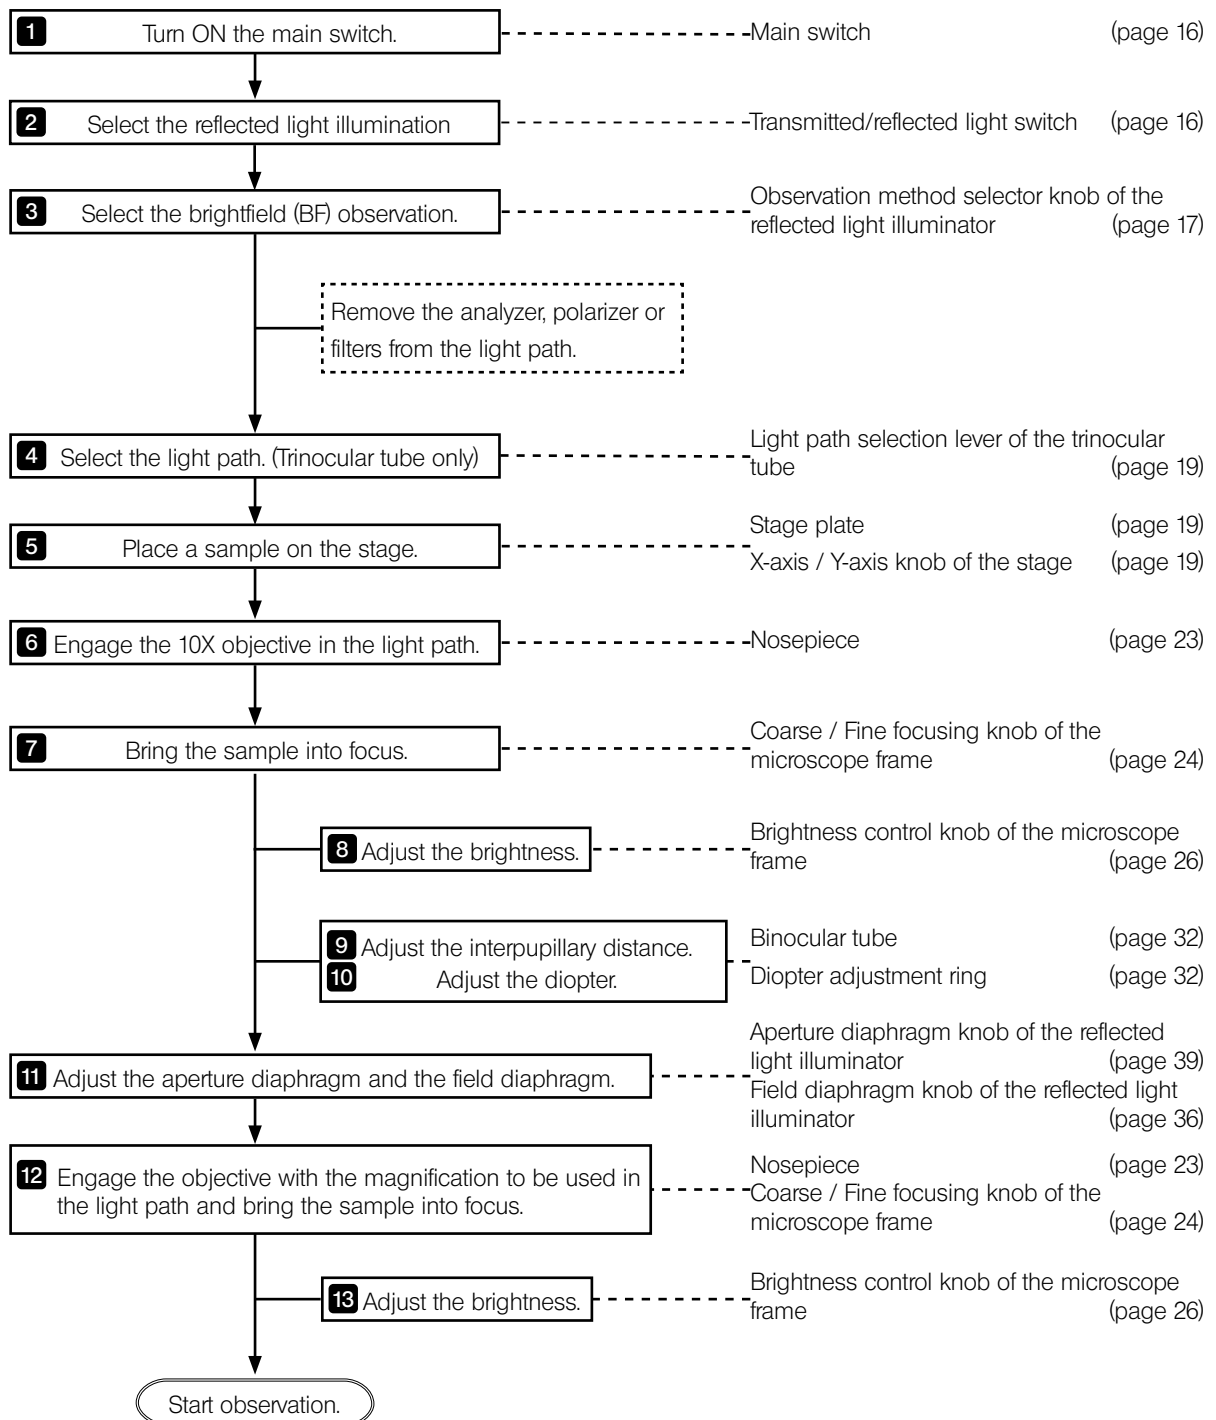 1 Turn ON the main switch.
Main switch (page 16)
2 Select the reflected light illumination
Transmitted/reflected light switch (page 16)
3 Select the brightfield (BF) observation.
Observation method selector knob of the
reflected light illuminator (page 17)
Remove the analyzer, polarizer or
filters from the light path.
4 Select the light path. (Trinocular tube only)
Light path selection lever of the trinocular
tube (page 19)
5 Place a sample on the stage.
Stage plate (page 19)
X-axis / Y-axis knob of the stage (page 19)
6 Engage the 10X objective in the light path.
Nosepiece (page 23)
7 Bring the sample into focus.
Coarse / Fine focusing knob of the
microscope frame (page 24)
8 Adjust the brightness.
Brightness control knob of the microscope
frame (page 26)
9 Adjust the interpupillary distance.
10 Adjust the diopter.
Binocular tube (page 32)
Diopter adjustment ring (page 32)
11 Adjust the aperture diaphragm and the field diaphragm.
Aperture diaphragm knob of the reflected
light illuminator (page 39)
Field diaphragm knob of the reflected light
illuminator (page 36)
12 Engage the objective with the magnification to be used in
the light path and bring the sample into focus.
Nosepiece (page 23)
Coarse / Fine focusing knob of the
microscope frame (page 24)
13 Adjust the brightness.
Brightness control knob of the microscope
frame (page 26)
Start observation.